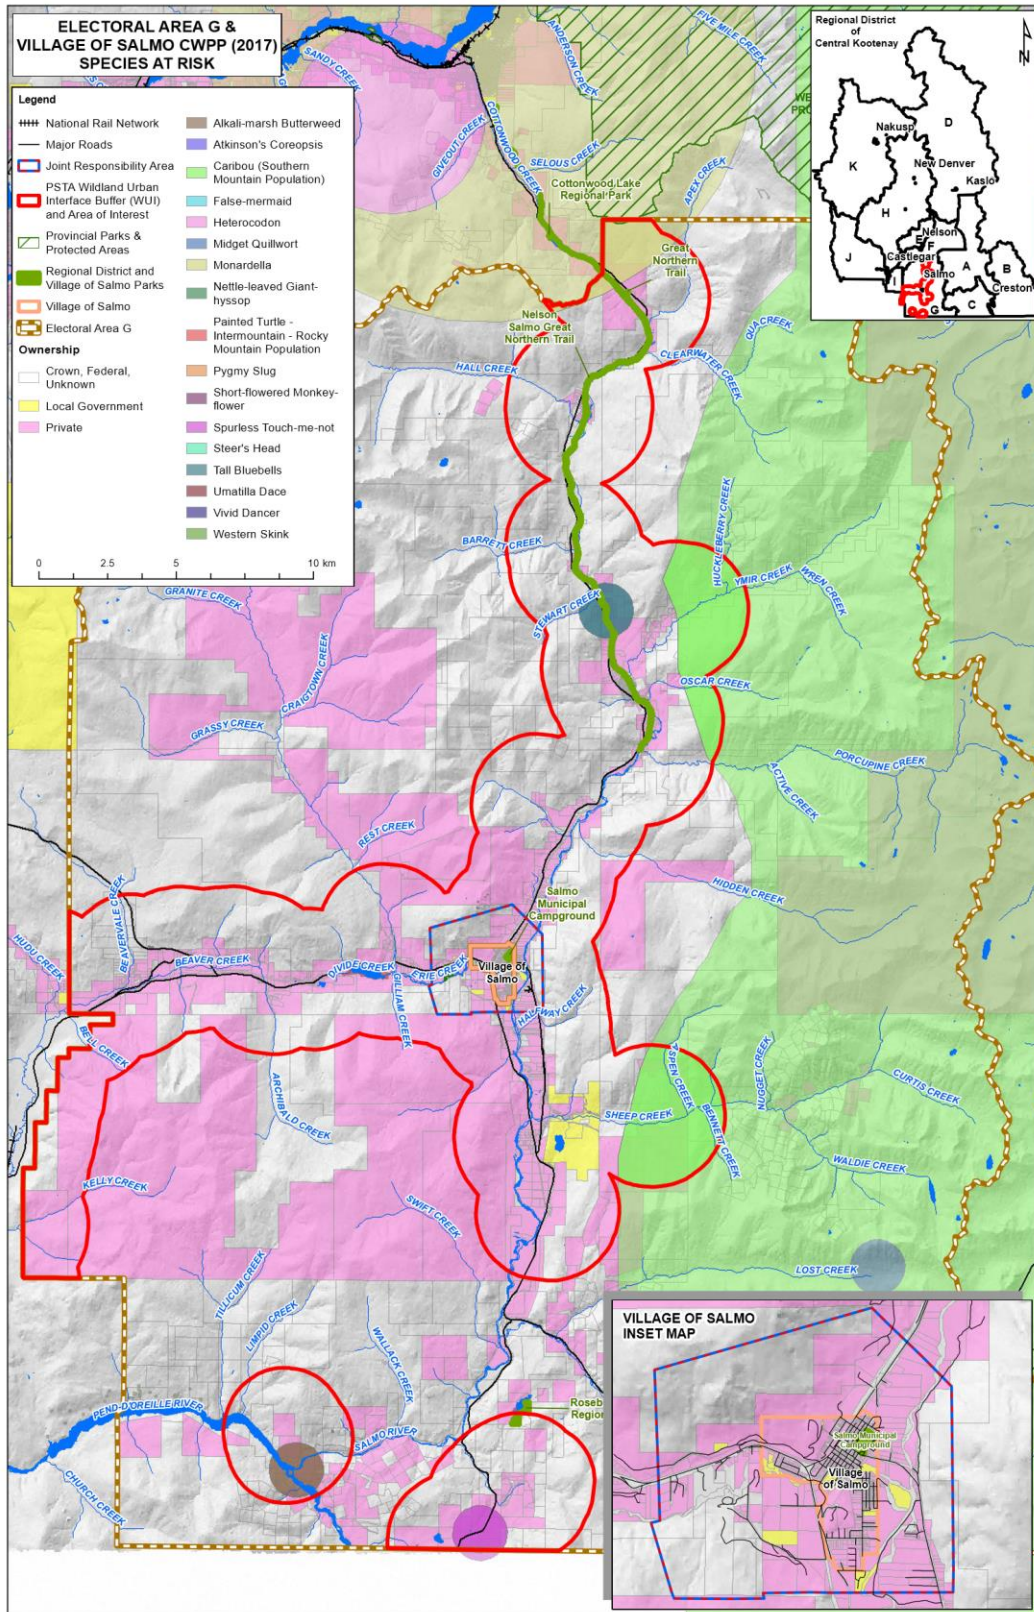 ELECTORAL AREA G &
VILLAGE OF SALMO CWPP (2017)
SPECIES AT RISK
Legend
National Rail Network
Major Roads
Joint Responsibility Area
PSTA Wildland Urban
Interface Buffer (WUI)
and Area of Interest
Provincial Parks &
Protected Areas
Regional District and
Village of Salmo Parks
Village of Salmo
Electoral Area G
Ownership
Crown, Federal,
Unknown
Local Government
Private
Alkali-marsh Butterweed
Atkinson's Coreopsis
Caribou (Southern
Mountain Population)
False-mermaid
Heterocodon
Midget Quillwort
Monardella
Nettle-leaved Giant-
hyssop
Painted Turtle -
Intermountain - Rocky
Mountain Population
Pygmy Slug
Short-flowered Monkey-
flower
Spurless Touch-me-not
Steer's Head
Tall Bluebells
Umatilla Dace
Vivid Dancer
Western Skink
0 2.5 5 10 km
Regional District
of
Central Kootenay
N
Nakusp
D
K
New Denver
Kaslo
H
Nelson
E
F
J
Castlegar
A
B
I
Salmo
Creston
G
C
SANDY CREEK
GIVEOUT CREEK
COTTONWOOD CREEK
ANDERSON CREEK
FIVE MILE CREEK
SELOUS CREEK
Cottonwood Lake
Regional Park
APEX CREEK
Great
Northern
Trail
Nelson
Salmo Great
Northern Trail
HALL CREEK
CLEARWATER CREEK
QUA CREEK
BARRETT CREEK
HUCKLEBERRY CREEK
YMIR CREEK
WREN CREEK
STEWART CREEK
GRANITE CREEK
CRAIGTOWN CREEK
GRASSY CREEK
OSCAR CREEK
PORCUPINE CREEK
ACTIVE CREEK
REST CREEK
HIDDEN CREEK
Salmo
Municipal
Campground
HUDU CREEK
BEAVERVALE CREEK
BEAVER CREEK
DIVIDE CREEK
ERIE CREEK
Village of
Salmo
GILLIAM CREEK
HALFWAY CREEK
BELL CREEK
ARCHIBALD CREEK
ASPEN CREEK
NUGGET CREEK
CURTIS CREEK
SHEEP CREEK
BENNETT CREEK
WALDIE CREEK
KELLY CREEK
SWIFT CREEK
LOST CREEK
TILLICUM CREEK
LIMPID CREEK
WALLACK CREEK
PEND-D'OREILLE RIVER
SALMO RIVER
CHURCH CREEK
Roseb
Region
VILLAGE OF SALMO
INSET MAP
Salmo Municipal
Campground
Village
of Salmo